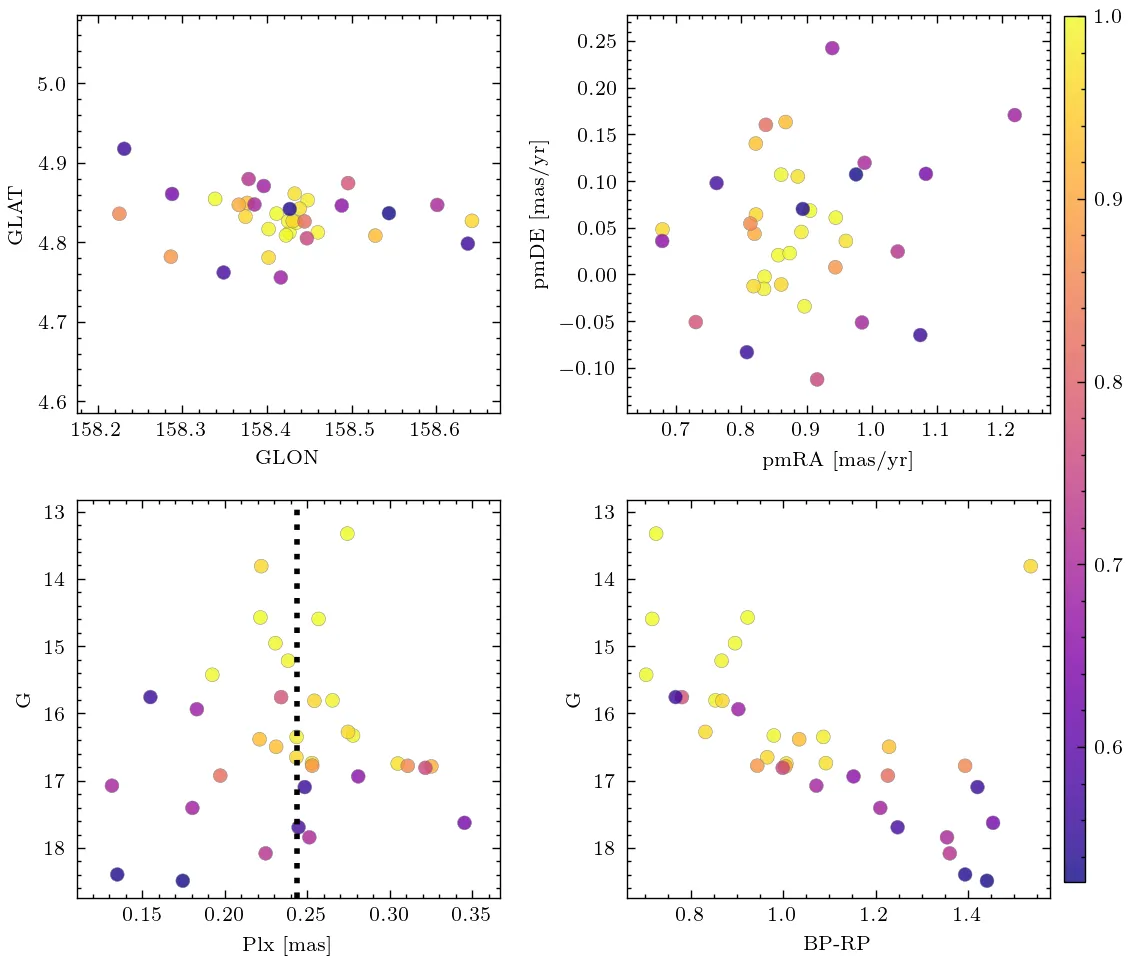 5.0
4.9
4.8
4.7
4.6
GLAT
158.2 158.3 158.4 158.5 158.6
GLON
0.25
0.20
0.15
0.10
0.05
0.00
−0.05
−0.10
pmDE [mas/yr]
0.7 0.8 0.9 1.0 1.1 1.2
pmRA [mas/yr]
1.0
0.9
0.8
0.7
0.6
13
14
15
16
17
18
G
0.15 0.20 0.25 0.30 0.35
Plx [mas]
13
14
15
16
17
18
G
0.8 1.0 1.2 1.4
BP-RP